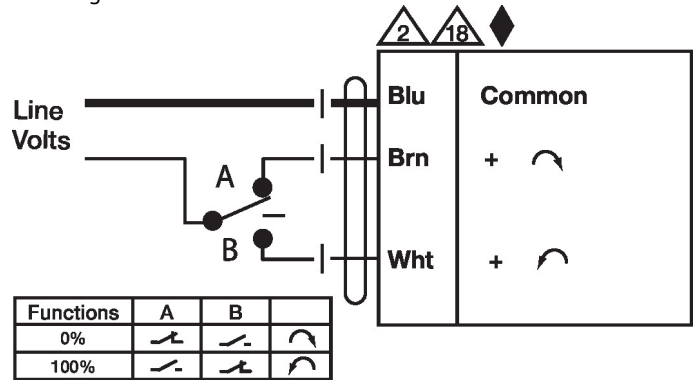 2 18
Line
Volts
Blu Common
Brn +
A
B
Wht +
Functions A B
0%
100%